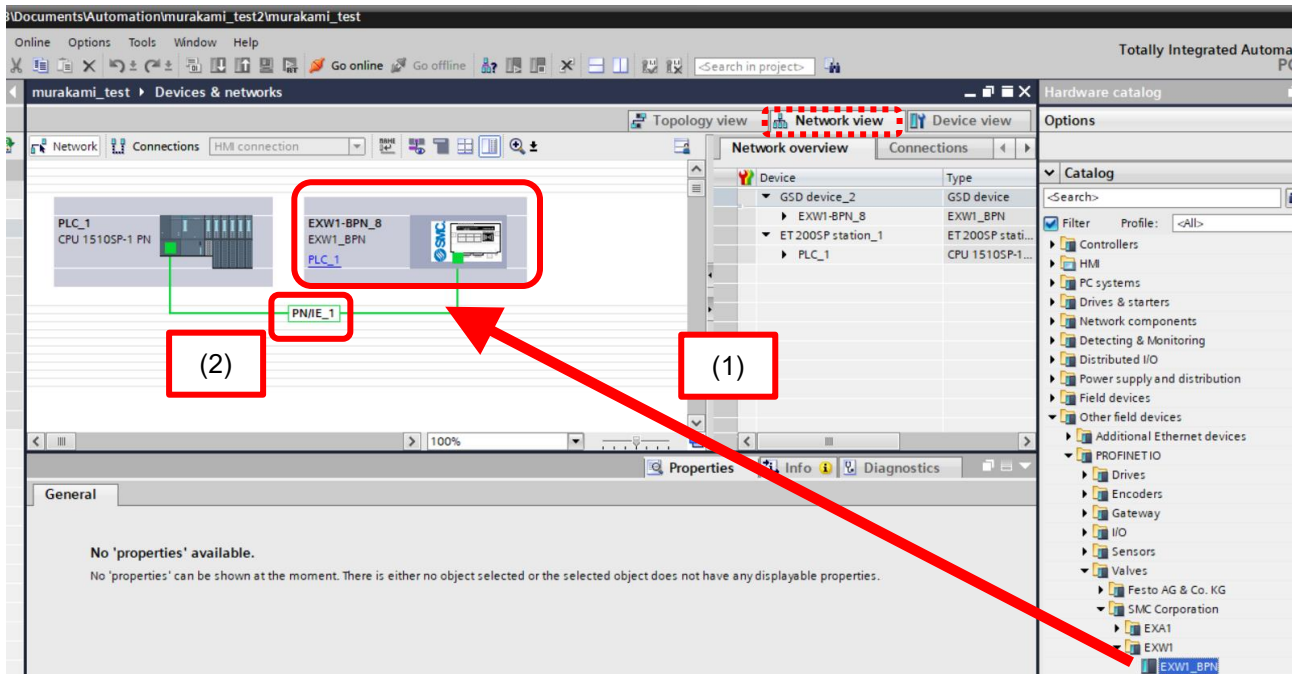 \Documents\Automation\murakami_test2\murakami_test
Online Options Tools Window Help
Totally Integrated Automa
Go online Go offline <Search in project>
murakami_test Devices & networks
Hardware catalog
Topology view Network view Device view
Options
Network Connections HMI connection
Network overview Connections
Catalog
Device Type
<Search>
GSD device_2 GSD device
Filter Profile: <All>
EXW1-BPN_8 EXW1_BPN
ET 200SP station_1 ET 200SP stati...
PLC_1 CPU 1510SP-1...
PLC_1
CPU 1510SP-1 PN
EXW1-BPN_8
EXW1_BPN
PLC_1
SMC
PN/IE_1
(2)
(1)
Controllers
HMI
PC systems
Drives & starters
Network components
Detecting & Monitoring
Distributed I/O
Power supply and distribution
Field devices
Other field devices
Additional Ethernet devices
PROFINET IO
Drives
Encoders
Gateway
I/O
Sensors
Valves
Festo AG & Co. KG
SMC Corporation
EXA1
EXW1
EXW1_BPN
100%
Properties Info Diagnostics
General
No 'properties' available.
No 'properties' can be shown at the moment. There is either no object selected or the selected object does not have any displayable properties.